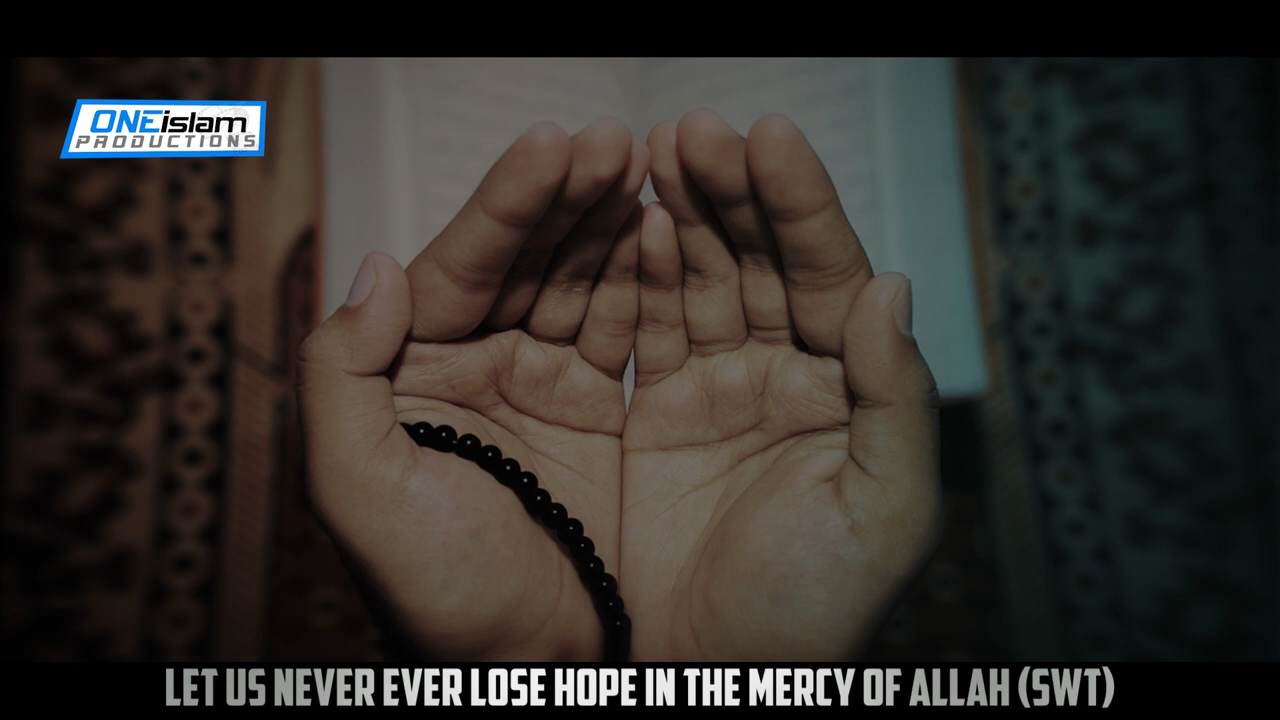 ONEislam
PRODUCTIONS
LET US NEVER EVER LOSE HOPE IN THE MERCY OF ALLAH (SWT)